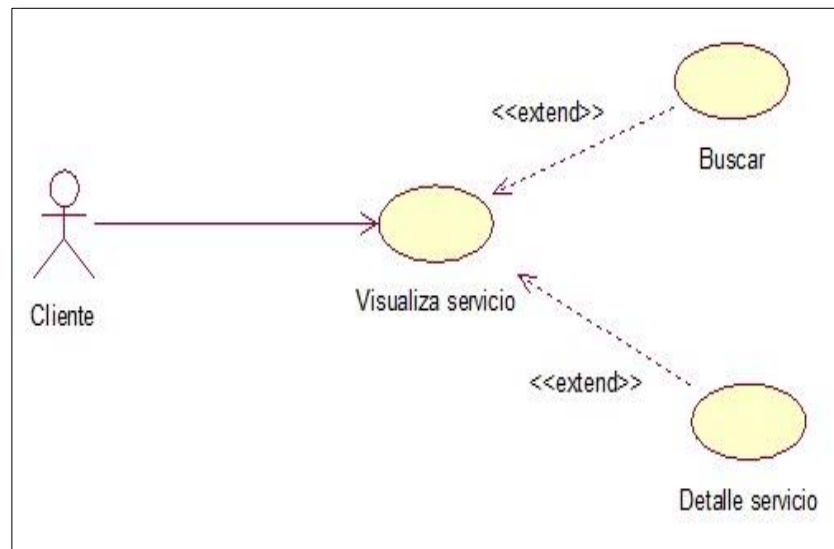 <<extend>>
Buscar
Cliente
Visualiza servicio
<<extend>>
Detalle servicio